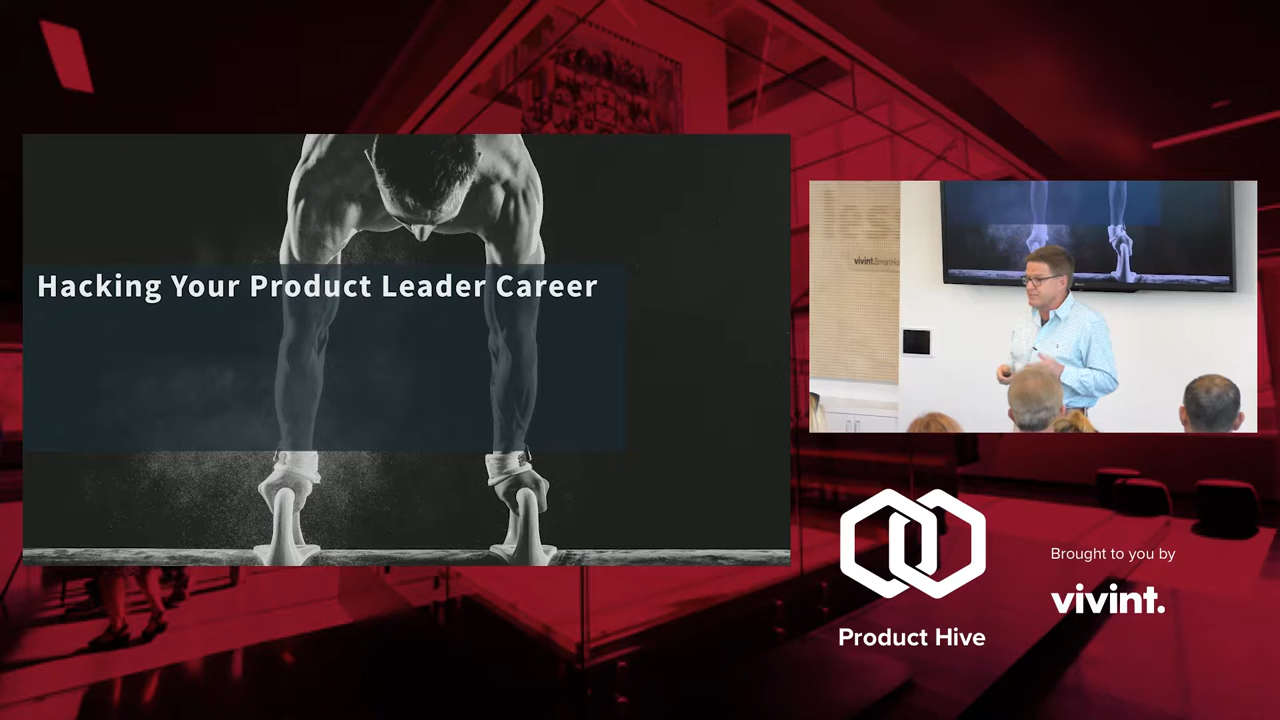 Hacking Your Product Leader Career
vivint.SmartHo
Product Hive
Brought to you by
vivint.